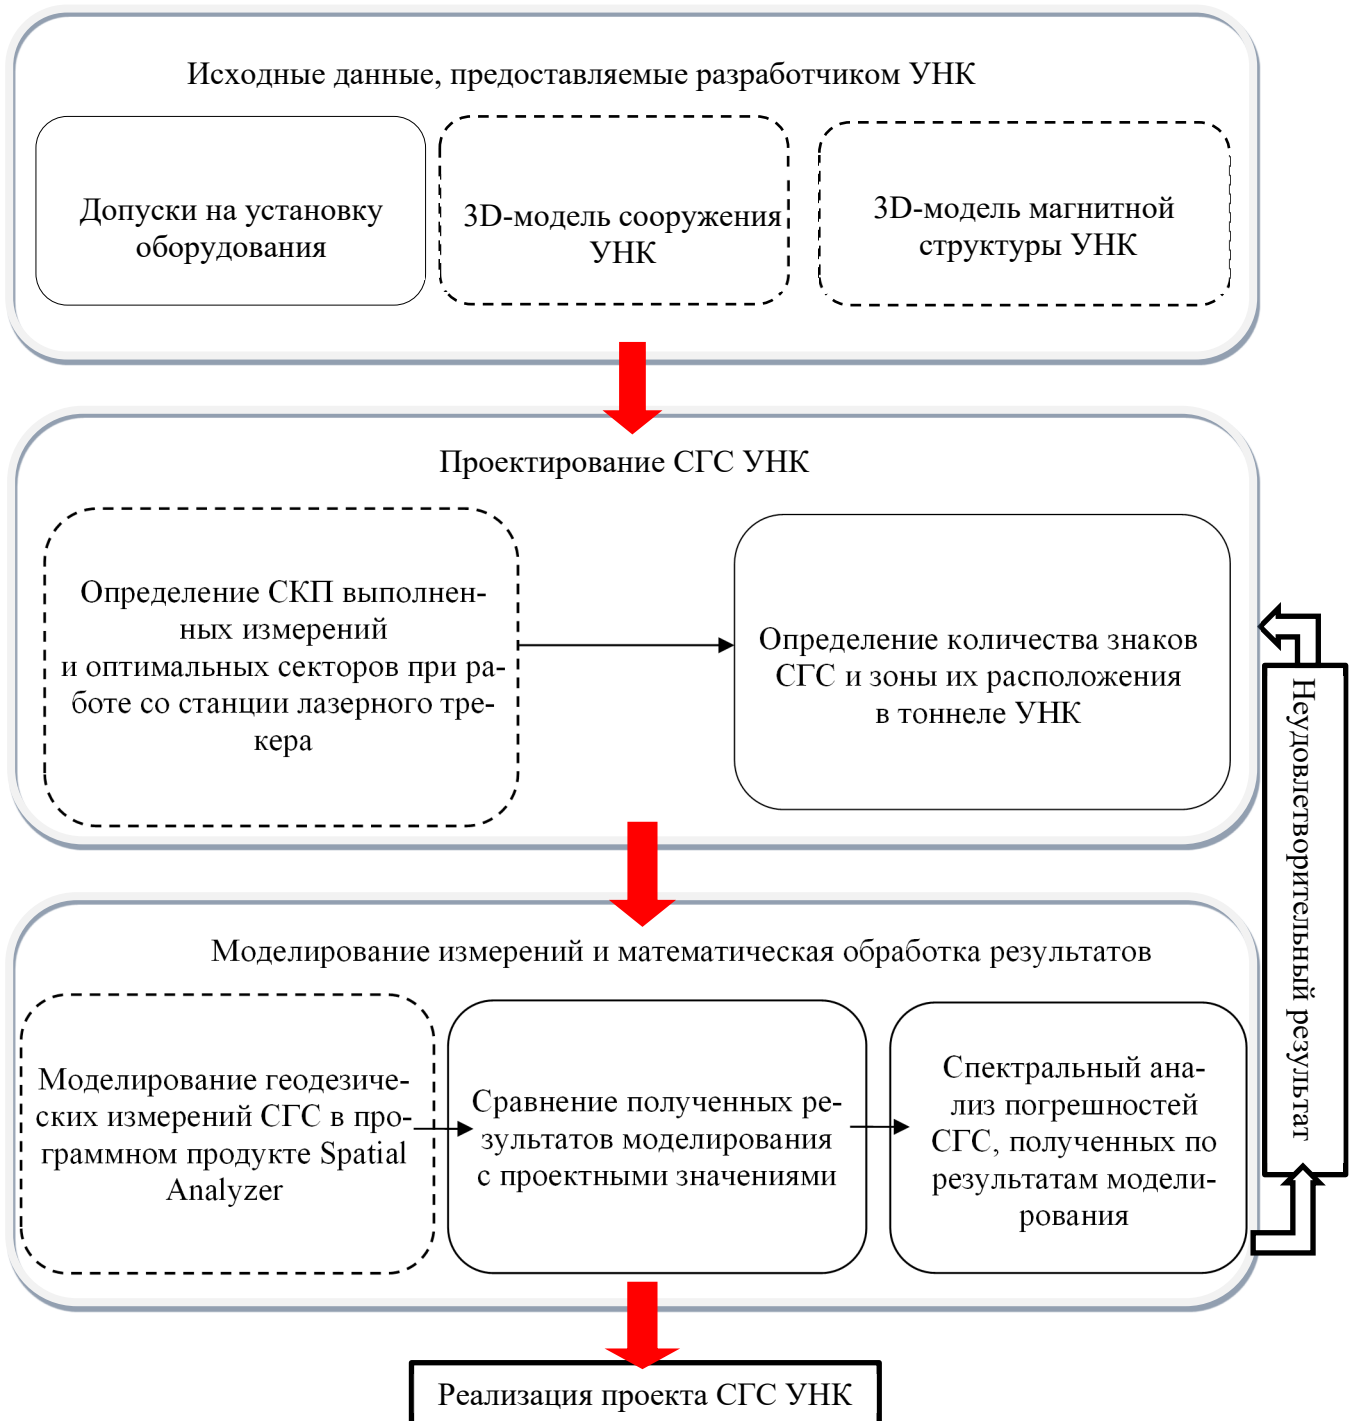 Исходные данные, предоставляемые разработчиком УНК
Допуски на установку
оборудования
3D-модель сооружения
УНК
3D-модель магнитной
структуры УНК
Проектирование СГС УНК
Определение СКП выполнен-
ных измерений
и оптимальных секторов при ра-
боте со станции лазерного тре-
кера
Определение количества знаков
СГС и зоны их расположения
в тоннеле УНК
Неудовлетворительный результат
Моделирование измерений и математическая обработка результатов
Моделирование геодезиче-
ских измерений СГС в про-
граммном продукте Spatial
Analyzer
Сравнение полученных ре-
зультатов моделирования
с проектными значениями
Спектральный ана-
лиз погрешностей
СГС, полученных по
результатам модели-
рования
Реализация проекта СГС УНК